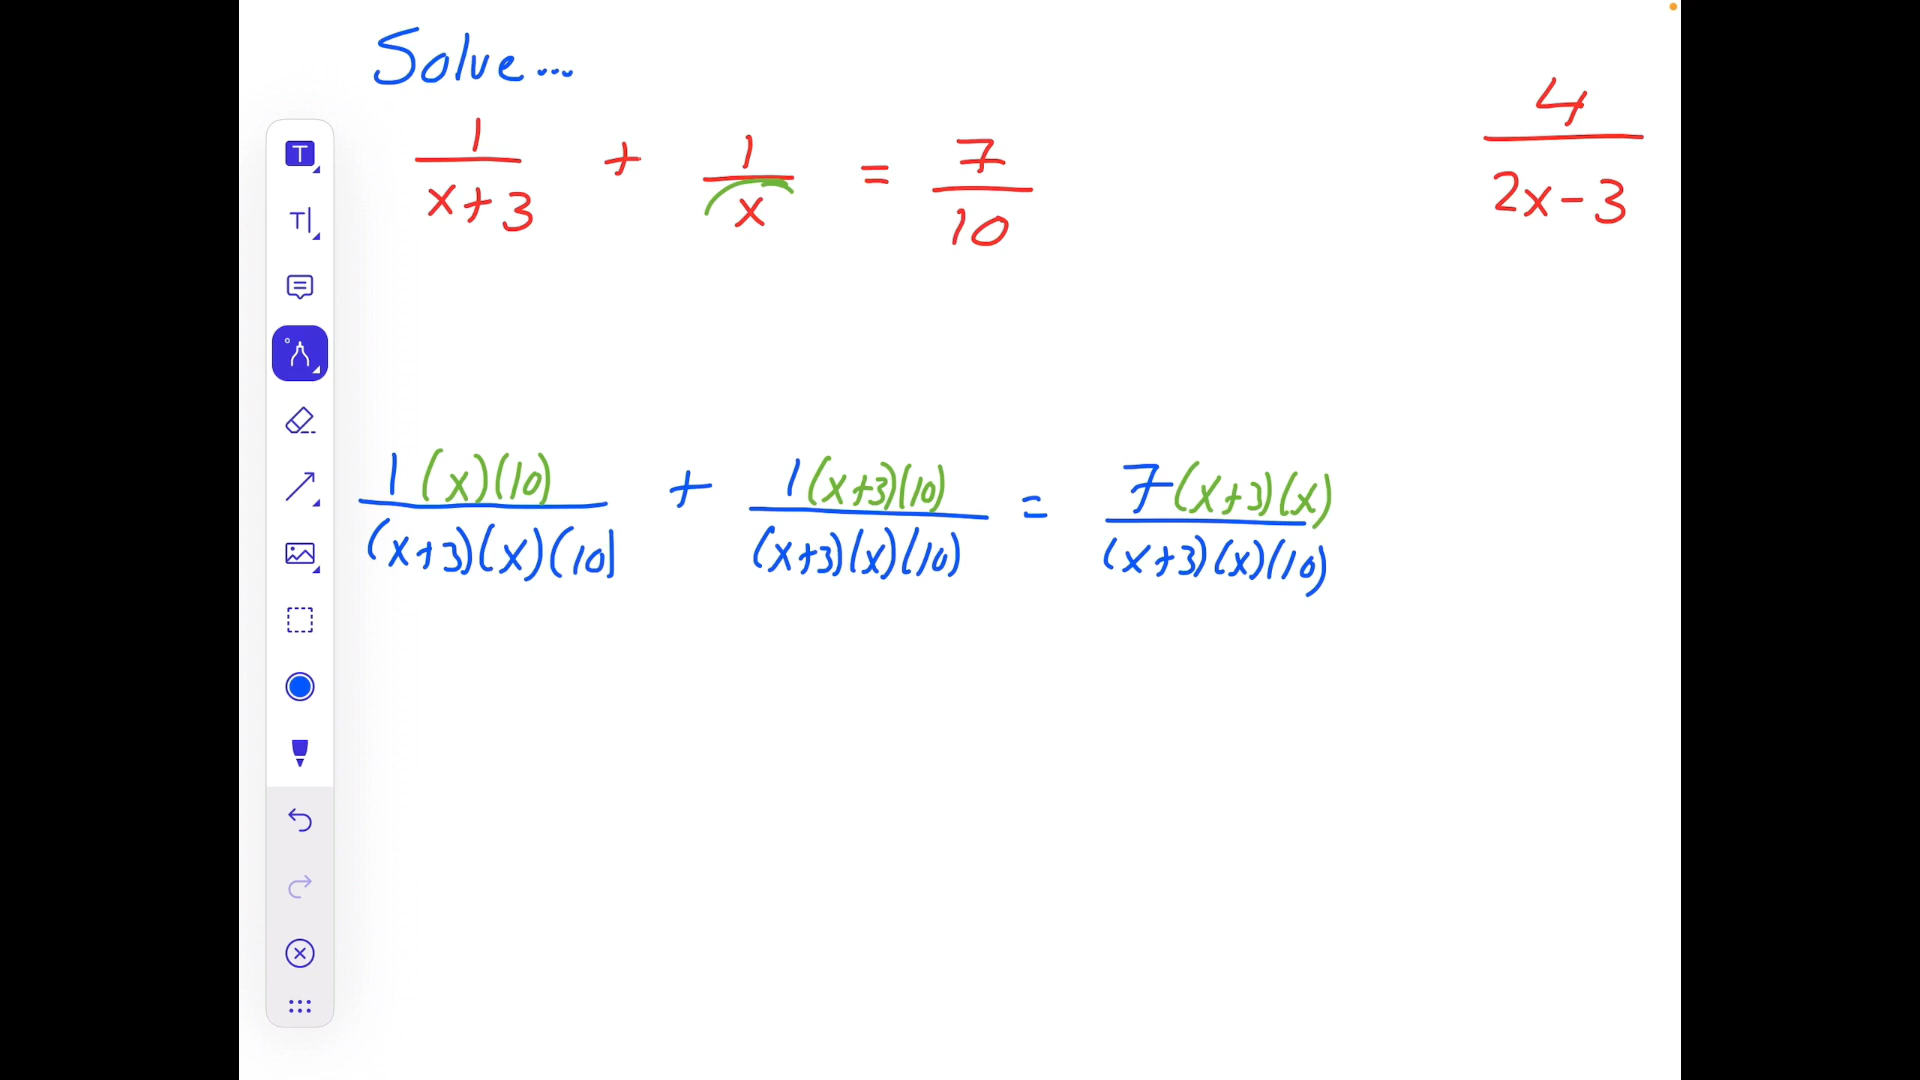 Solve...
1/(x+3) + 1/x = 7/10
4/(2x-3)
1(x)(10)/(x+3)(x)(10) + 1(x+3)(10)/(x+3)(x)(10) = 7(x+3)(x)/(x+3)(x)(10)